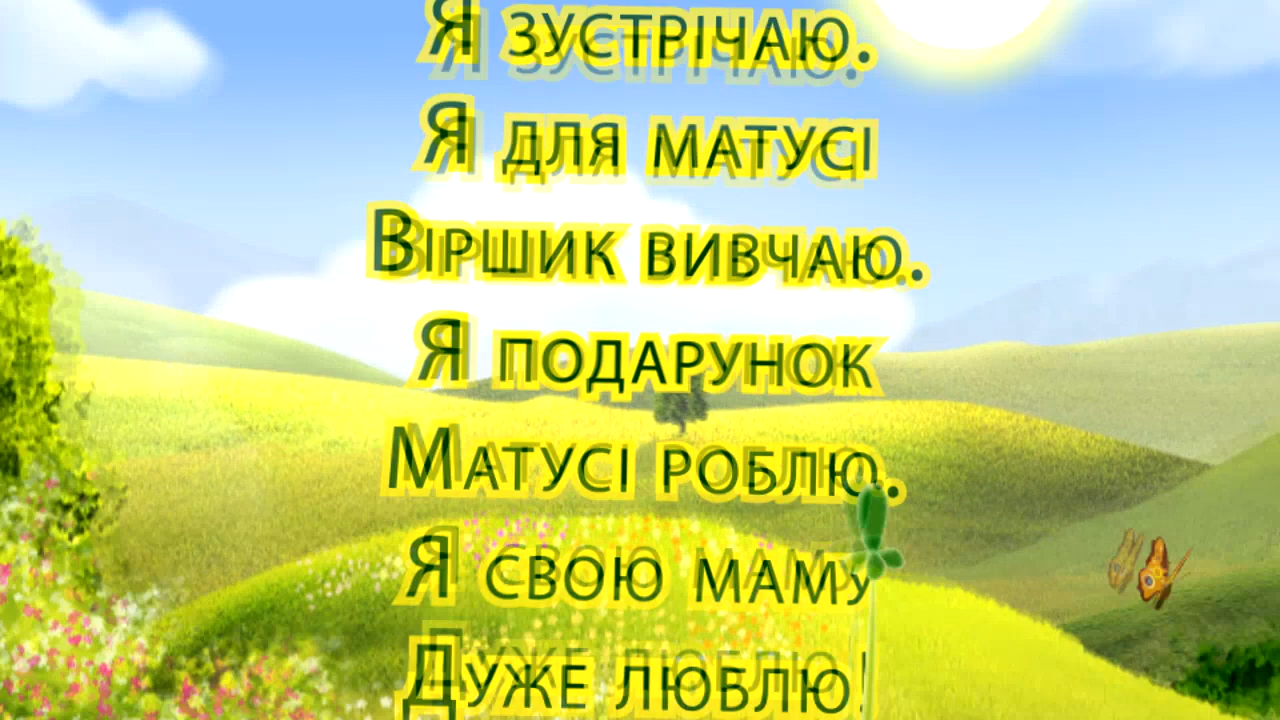 Я зустрічаю.
Я для матусі
Віршик вивчаю.
Я подарунок
Матусі роблю.
Я свою маму
Дуже люблю!